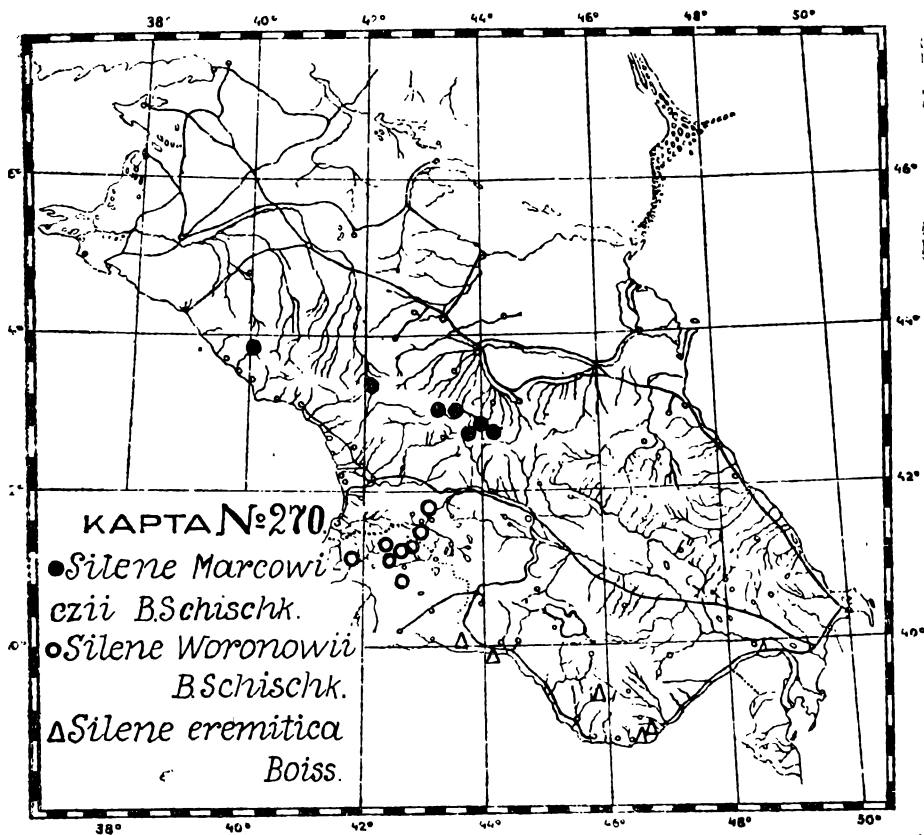 38° 40° 42° 44° 46° 48° 50°
46°
44°
42°
КАРТА №270
Silene Marcowi-
czii B.Schischk.
Silene Woronowii
B.Schischk.
40°
Silene eremitica
Boiss.
38° 40° 42° 44° 46° 48° 50°